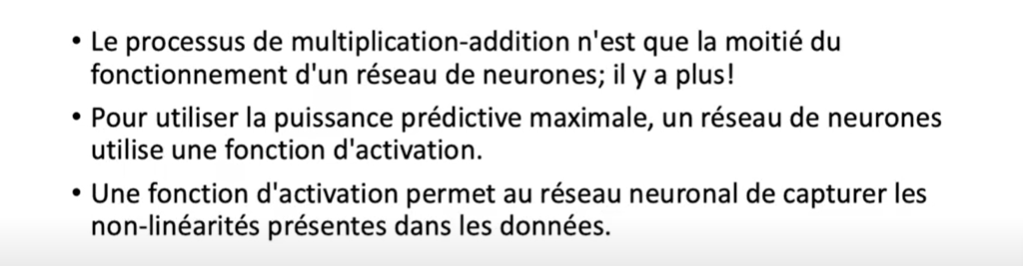 • Le processus de multiplication-addition n'est que la moitié du
fonctionnement d'un réseau de neurones; il y a plus!
• Pour utiliser la puissance prédictive maximale, un réseau de neurones
utilise une fonction d'activation.
• Une fonction d'activation permet au réseau neuronal de capturer les
non-linéarités présentes dans les données.